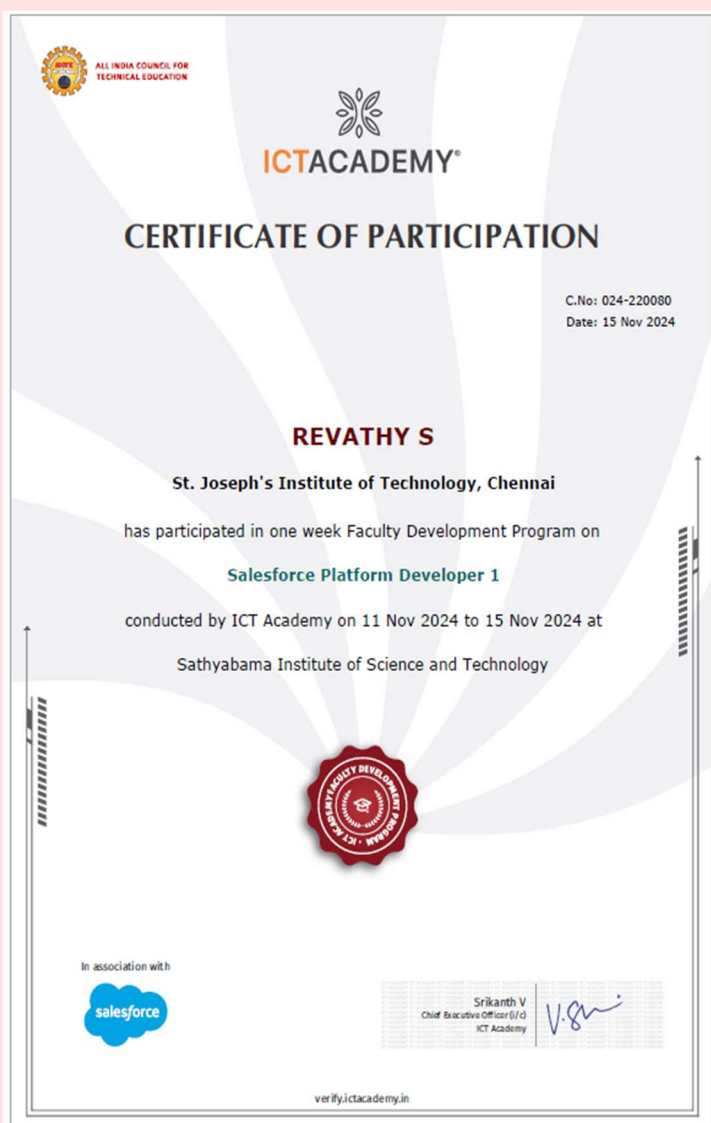 ALL INDIA COUNCIL FOR
TECHNICAL EDUCATION
ICTACADEMY®
CERTIFICATE OF PARTICIPATION
C.No: 024-220080
Date: 15 Nov 2024
REVATHY S
St. Joseph's Institute of Technology, Chennai
has participated in one week Faculty Development Program on
Salesforce Platform Developer 1
conducted by ICT Academy on 11 Nov 2024 to 15 Nov 2024 at
Sathyabama Institute of Science and Technology
FACULTY DEVELOPMENT PROGRAM
ICT ACADEMY
In association with
salesforce
Srikanth V
Chief Executive Officer(i/c)
ICT Academy
V.S
verify.ictacademy.in